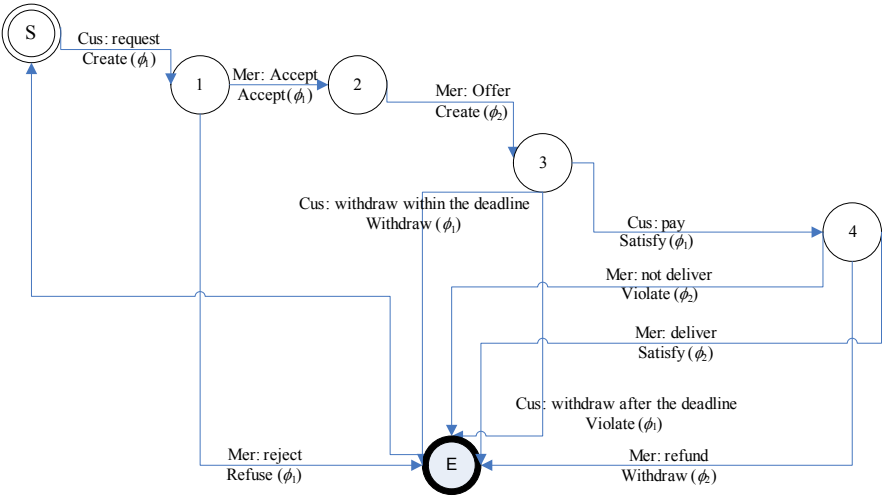 S
Cus: request
Create (ϕ1)
1
Mer: Accept
Accept(ϕ1)
2
Mer: Offer
Create (ϕ2)
3
Cus: withdraw within the deadline
Withdraw (ϕ1)
Cus: pay
Satisfy (ϕ1)
4
Mer: not deliver
Violate (ϕ2)
Mer: deliver
Satisfy (ϕ2)
Cus: withdraw after the deadline
Violate (ϕ1)
Mer: reject
Refuse (ϕ1)
E
Mer: refund
Withdraw (ϕ2)